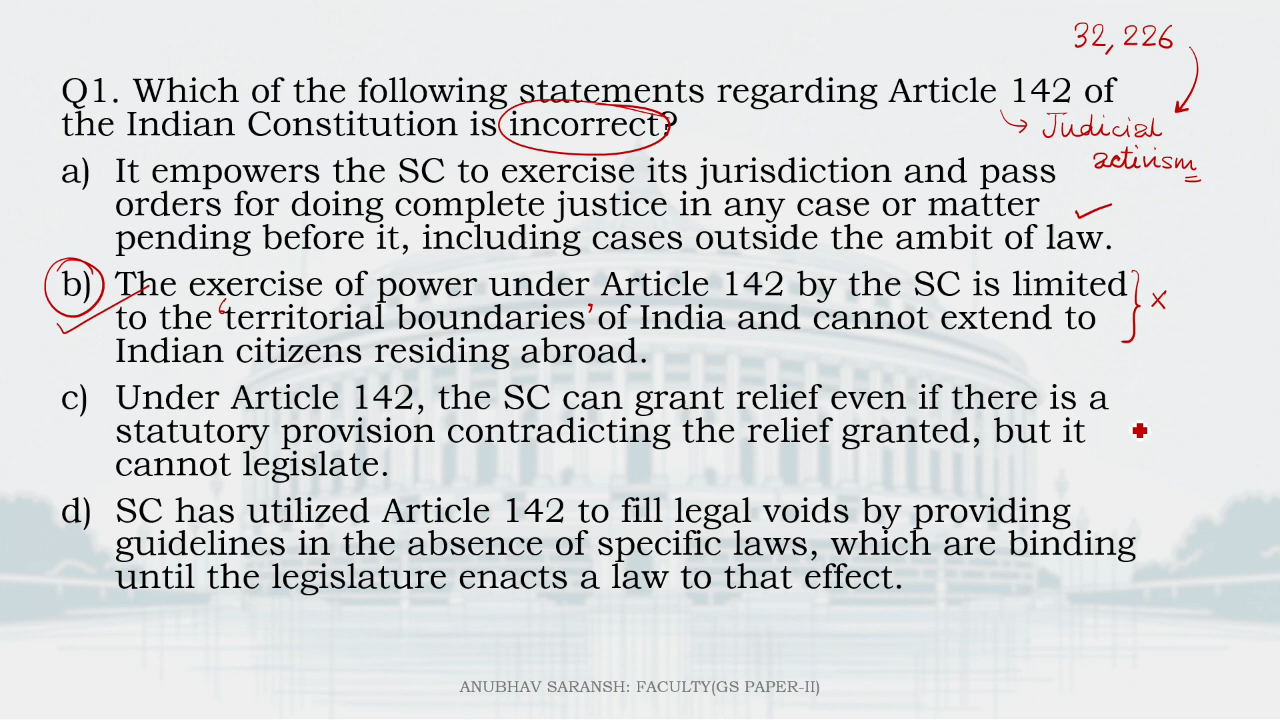 32, 226
Q1. Which of the following statements regarding Article 142 of
the Indian Constitution is incorrect?
Judicial
activism
a) It empowers the SC to exercise its jurisdiction and pass
orders for doing complete justice in any case or matter
pending before it, including cases outside the ambit of law.
b) The exercise of power under Article 142 by the SC is limited
to the ‘territorial boundaries’ of India and cannot extend to
Indian citizens residing abroad.
c) Under Article 142, the SC can grant relief even if there is a
statutory provision contradicting the relief granted, but it
cannot legislate.
d) SC has utilized Article 142 to fill legal voids by providing
guidelines in the absence of specific laws, which are binding
until the legislature enacts a law to that effect.
ANUBHAV SARANSH: FACULTY(GS PAPER-II)